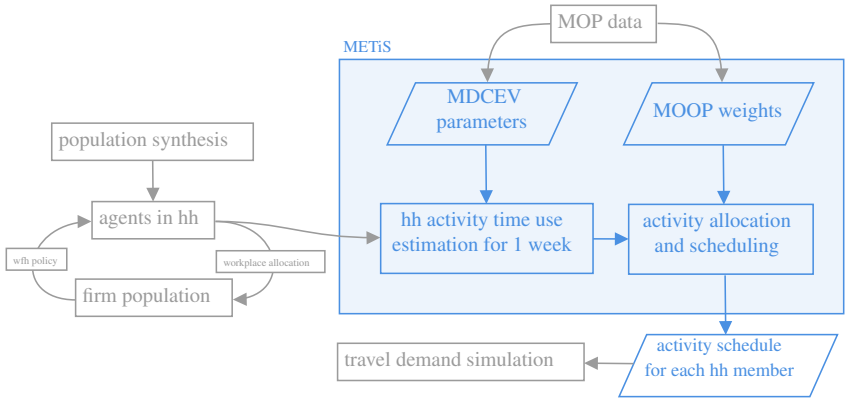 MOP data
METiS
MDCEV
parameters
MOOP weights
population synthesis
agents in hh
hh activity time use
estimation for 1 week
activity allocation
and scheduling
wfh policy
workplace allocation
firm population
travel demand simulation
activity schedule
for each hh member